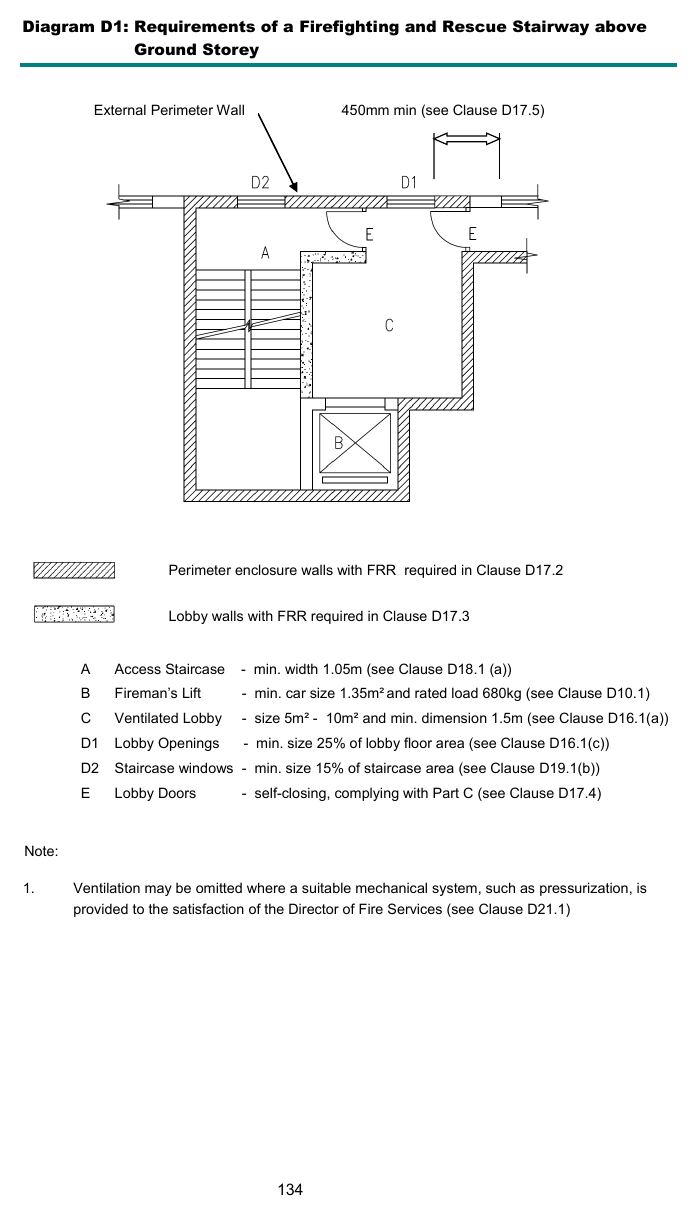 Diagram D1: Requirements of a Firefighting and Rescue Stairway above
Ground Storey
External Perimeter Wall
450mm min (see Clause D17.5)
D2
D1
E
E
A
C
B
Perimeter enclosure walls with FRR required in Clause D17.2
Lobby walls with FRR required in Clause D17.3
A Access Staircase - min. width 1.05m (see Clause D18.1 (a))
B Fireman's Lift - min. car size 1.35m² and rated load 680kg (see Clause D10.1)
C Ventilated Lobby - size 5m² - 10m² and min. dimension 1.5m (see Clause D16.1(a))
D1 Lobby Openings - min. size 25% of lobby floor area (see Clause D16.1(c))
D2 Staircase windows - min. size 15% of staircase area (see Clause D19.1(b))
E Lobby Doors - self-closing, complying with Part C (see Clause D17.4)
Note:
1. Ventilation may be omitted where a suitable mechanical system, such as pressurization, is
provided to the satisfaction of the Director of Fire Services (see Clause D21.1)
134